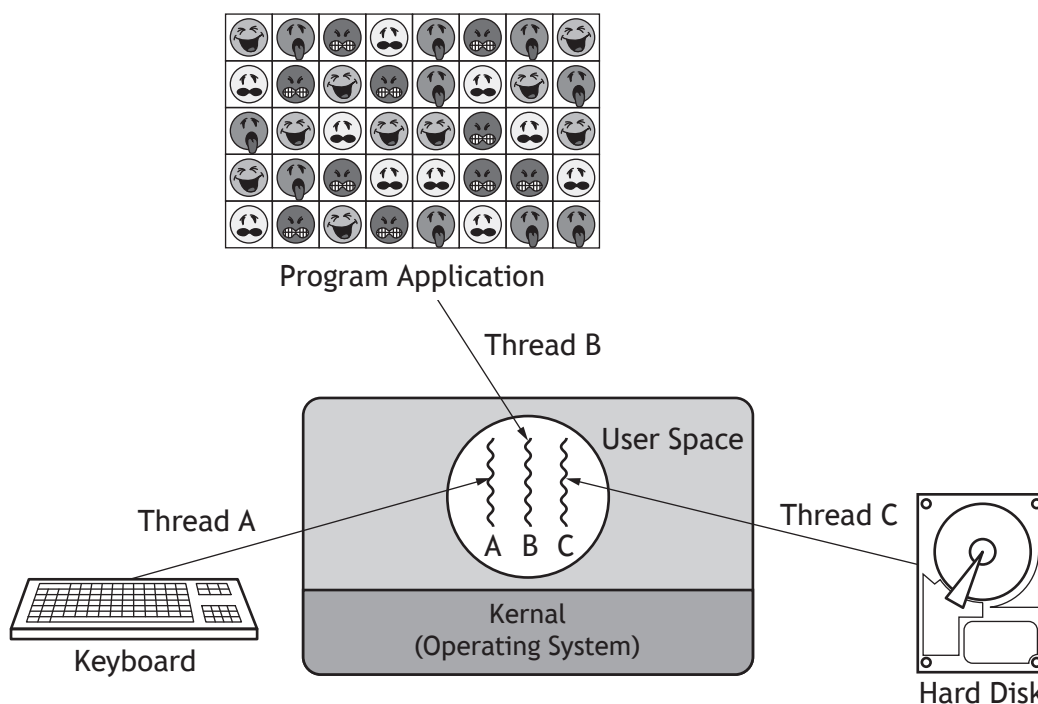 Program Application
Thread B
User Space
Thread A
Thread C
A B C
Kernal
(Operating System)
Keyboard
Hard Disk